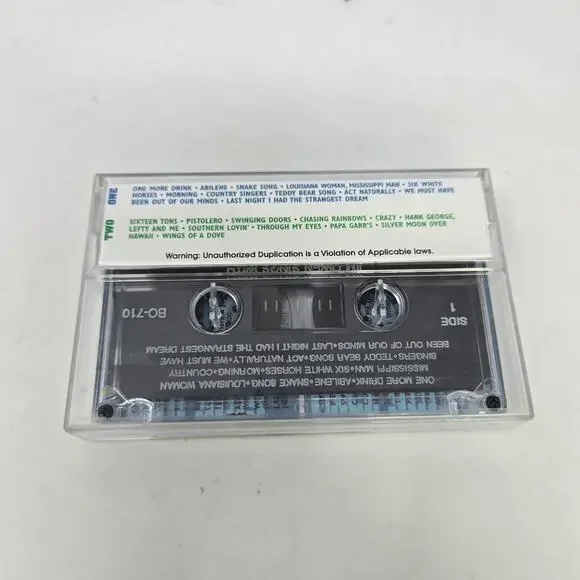 ONE
ONE MORE DRINK • ABILENE • SNAKE SONG • LOUISIANA WOMAN, MISSISSIPPI MAN • SIX WHITE
HORSES • MORNING • COUNTRY SINGERS • TEDDY BEAR SONG • ACT NATURALLY • WE MUST HAVE
BEEN OUT OF OUR MINDS • LAST NIGHT I HAD THE STRANGEST DREAM
TWO
SIXTEEN TONS • PISTOLERO • SWINGING DOORS • CHASING RAINBOWS • CRAZY • HANK GEORGE,
LEFTY AND ME • SOUTHERN LOVIN' • THROUGH MY EYES • PAPA GARR'S • SILVER MOON OVER
HAWAII • WINGS OF A DOVE
Warning: Unauthorized Duplication is a Violation of Applicable laws.
SIDE
1
BO-710
ONE MORE DRINK•ABILENE•SNAKE SONG•LOUISIANA WOMAN
MISSISSIPPI MAN•SIX WHITE HORSES•MORNING•COUNTRY
SINGERS•TEDDY BEAR SONG•ACT NATURALLY•WE MUST HAVE
BEEN OUT OF OUR MINDS•LAST NIGHT I HAD THE STRANGEST DREAM